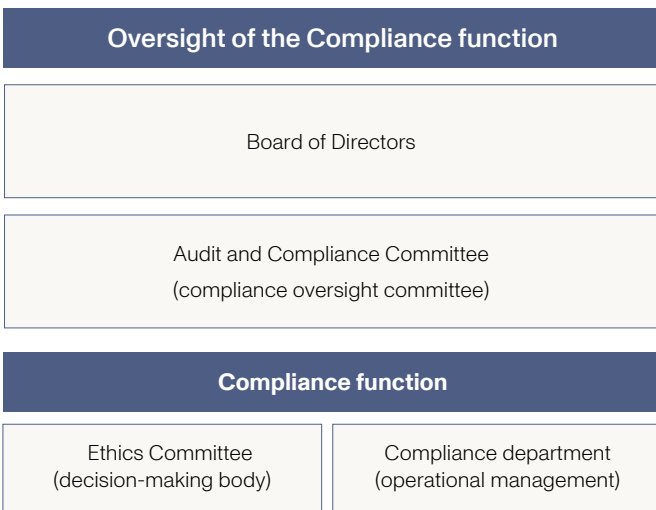 Oversight of the Compliance function
Board of Directors
Audit and Compliance Committee
(compliance oversight committee)
Compliance function
Ethics Committee
(decision-making body)
Compliance department
(operational management)